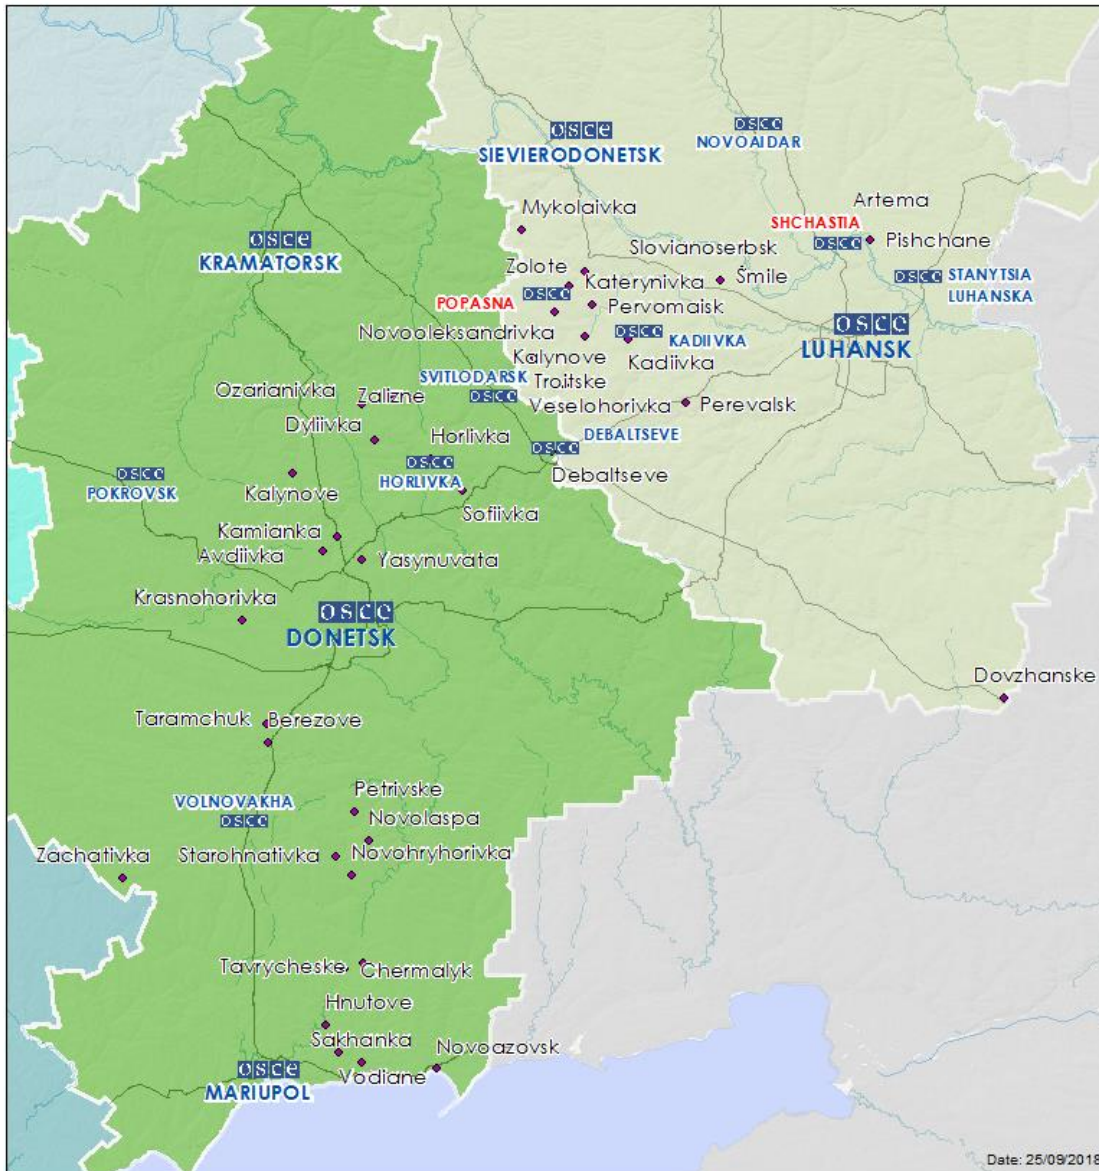 osce
SIEVIERODONETSK
osce
NOVOAIDAR
Mykolaivka
Artema
SHCHASTIA
osce
Pishchane
osce
KRAMATORSK
Slovianoserbsk
Smile
Zolote
Katerynivka
osce
STANYTSIA
LUHANSKA
POPASNA
osce
Pervomaisk
Novooleksandrivka
osce
KADIIVKA
osce
LUHANSK
Kalynove
Kadiivka
SVITLODARSK
osce
Troitske
Ozarianivka
Zalizne
Veselohorivka
Perevalsk
Dyliivka
Horlivka
DEBALTSEVE
osce
osce
HORLIVKA
osce
POKROVSK
Debaltseve
Kalynove
Sofiivka
Kamianka
Avdiivka
Yasynuvata
Krasnohorivka
osce
DONETSK
Dovzhanske
Taramchuk
Berezove
Petrivske
VOLNOVAKHA
osce
Novolaspa
Zachativka
Starohnativka
Novohryhorivka
Tavrycheske
Chermalyk
Hnutove
Sakhanka
Novoazovsk
osce
MARIUPOL
Vodiane
Date: 25/09/2018